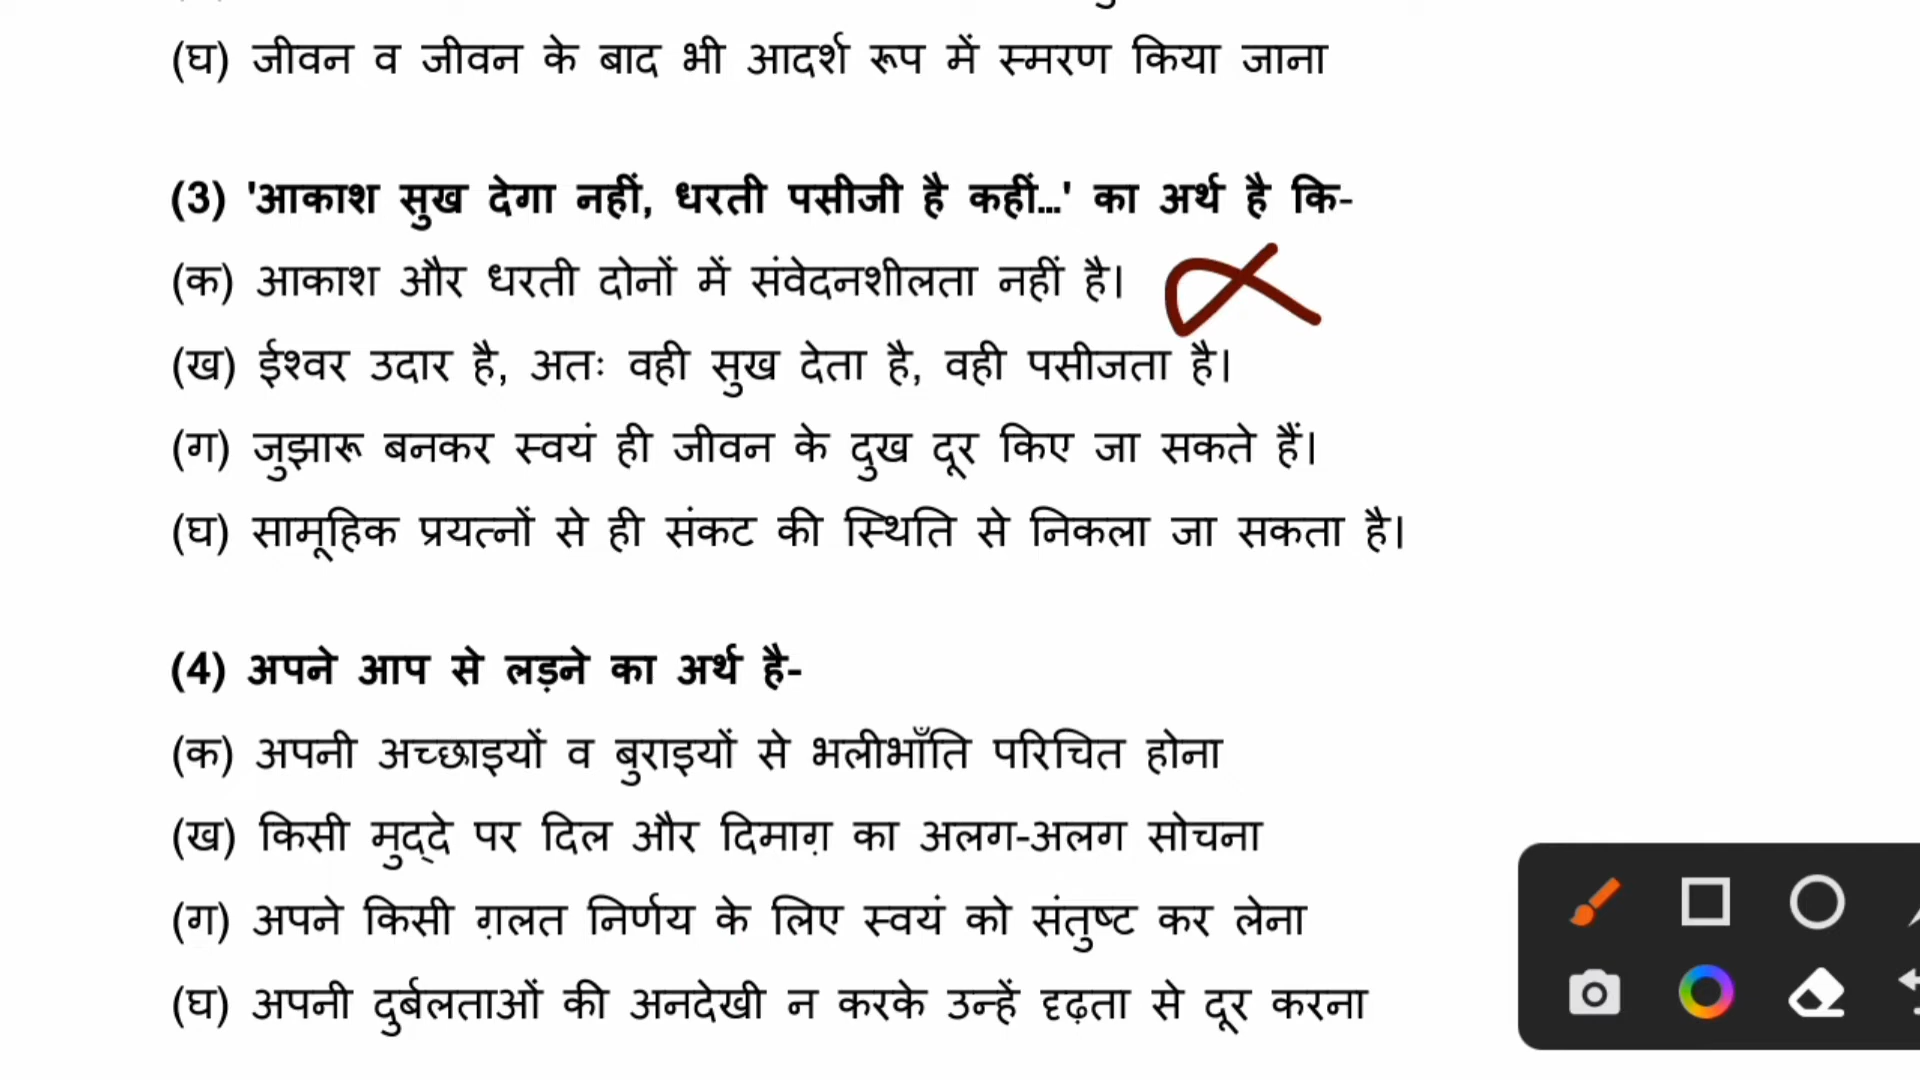 (घ) जीवन व जीवन के बाद भी आदर्श रूप में स्मरण किया जाना
(3) 'आकाश सुख देगा नहीं, धरती पसीजी है कहीं...' का अर्थ है कि-
(क) आकाश और धरती दोनों में संवेदनशीलता नहीं है।
(ख) ईश्वर उदार है, अतः वही सुख देता है, वही पसीजता है।
(ग) जुझारू बनकर स्वयं ही जीवन के दुख दूर किए जा सकते हैं।
(घ) सामूहिक प्रयत्नों से ही संकट की स्थिति से निकला जा सकता है।
(4) अपने आप से लड़ने का अर्थ है-
(क) अपनी अच्छाइयों व बुराइयों से भलीभाँति परिचित होना
(ख) किसी मुद्‌दे पर दिल और दिमाग़ का अलग-अलग सोचना
(ग) अपने किसी ग़लत निर्णय के लिए स्वयं को संतुष्ट कर लेना
(घ) अपनी दुर्बलताओं की अनदेखी न करके उन्हें दृढ़ता से दूर करना